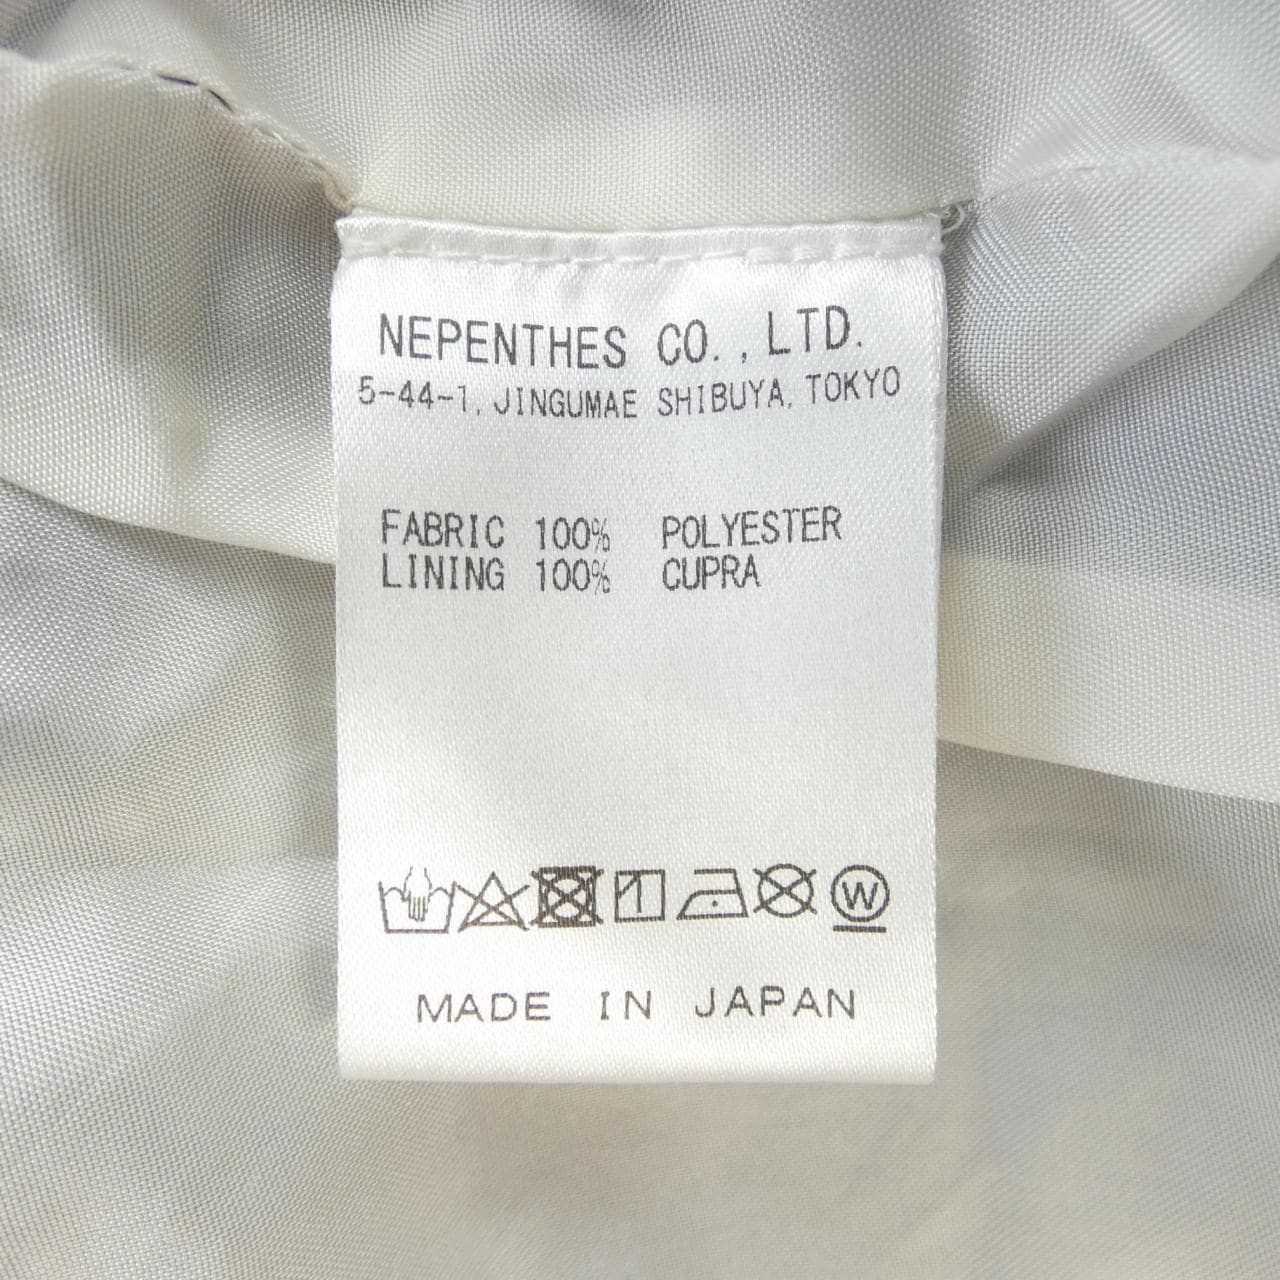 NEPENTHES CO., LTD.
5-44-1, JINGUMAE SHIBUYA, TOKYO
FABRIC 100% POLYESTER
LINING 100% CUPRA
W
MADE IN JAPAN